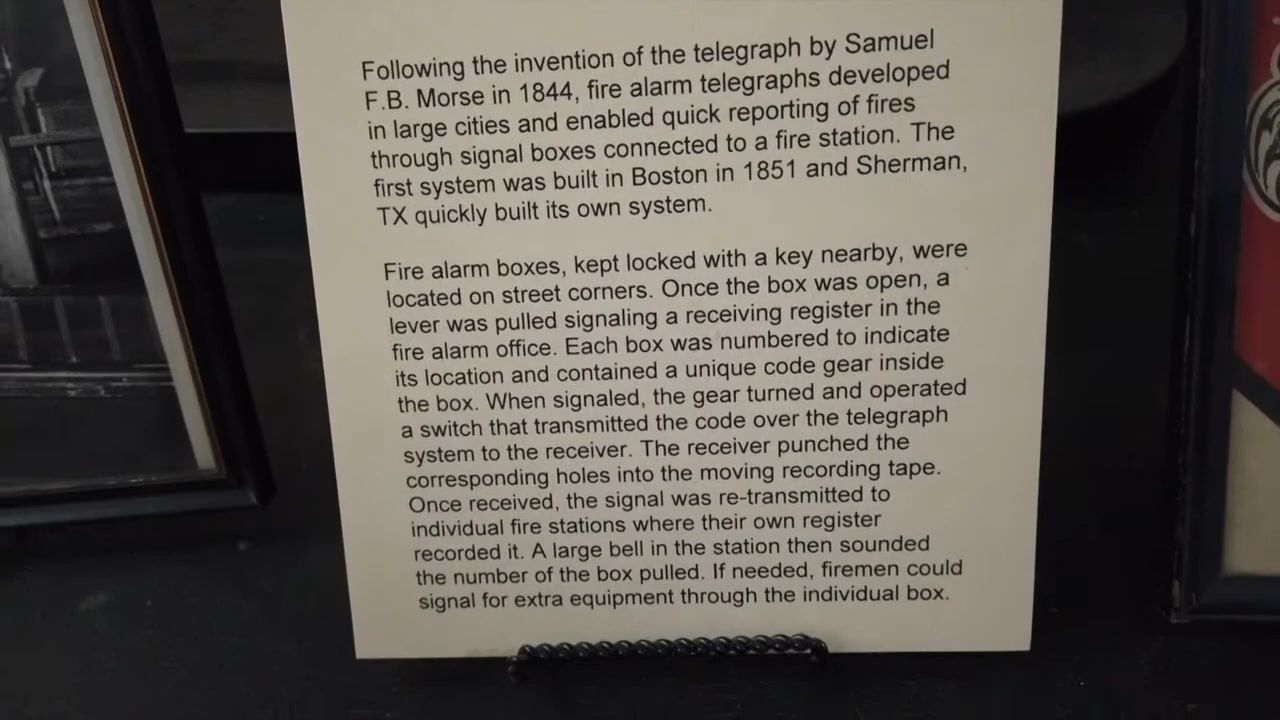 Following the invention of the telegraph by Samuel
F.B. Morse in 1844, fire alarm telegraphs developed
in large cities and enabled quick reporting of fires
through signal boxes connected to a fire station. The
first system was built in Boston in 1851 and Sherman,
TX quickly built its own system.
Fire alarm boxes, kept locked with a key nearby, were
located on street corners. Once the box was open, a
lever was pulled signaling a receiving register in the
fire alarm office. Each box was numbered to indicate
its location and contained a unique code gear inside
the box. When signaled, the gear turned and operated
a switch that transmitted the code over the telegraph
system to the receiver. The receiver punched the
corresponding holes into the moving recording tape.
Once received, the signal was re-transmitted to
individual fire stations where their own register
recorded it. A large bell in the station then sounded
the number of the box pulled. If needed, firemen could
signal for extra equipment through the individual box.